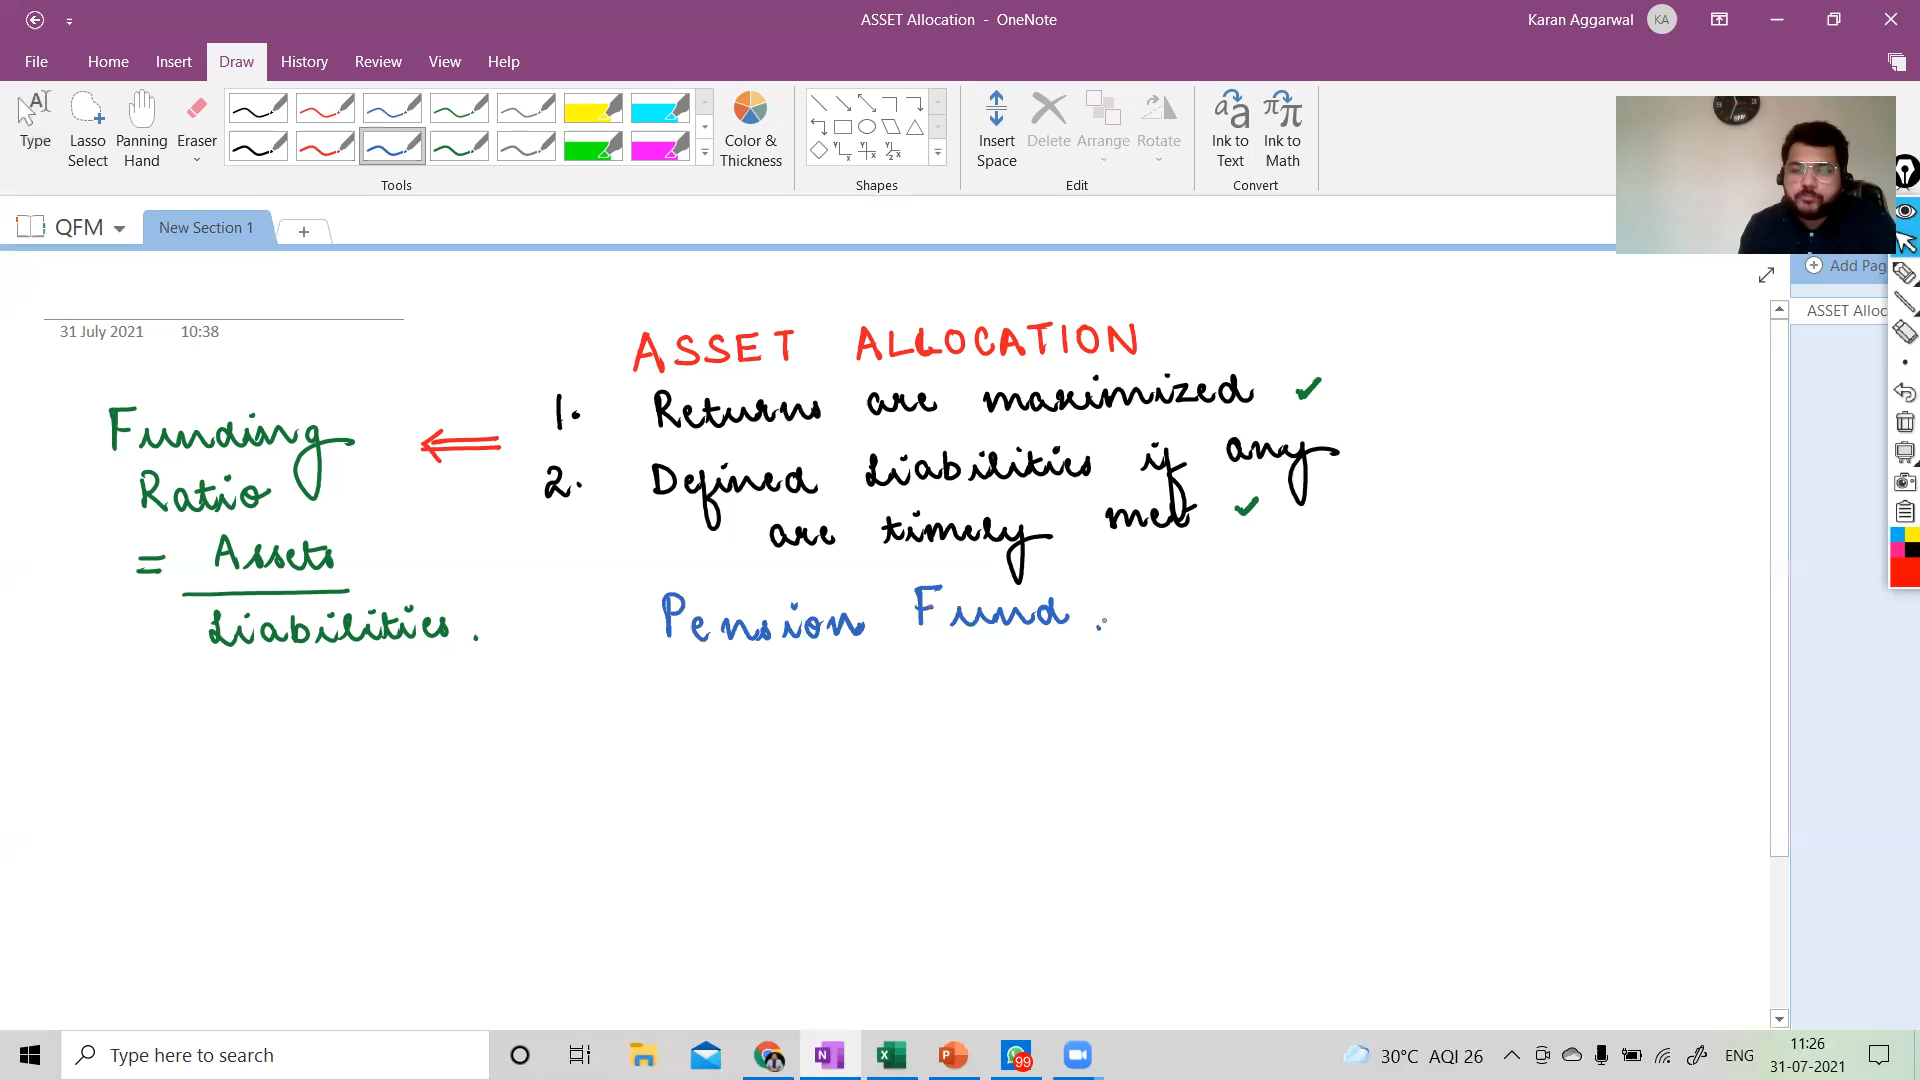 ASSET Allocation - OneNote
Karan Aggarwal KA
File Home Insert Draw History Review View Help
Type
Lasso Select
Panning Hand
Eraser
Color & Thickness
Insert Space
Delete
Arrange
Rotate
Ink to Text
Ink to Math
Tools
Shapes
Edit
Convert
QFM
New Section 1
+
Add Pag
ASSET Alloc
31 July 2021 10:38
ASSET ALLOCATION
1. Returns are maximized ✓
2. Defined Liabilities if any
are timely met ✓
Pension Fund .
Funding
Ratio
= Assets
Liabilities .
Type here to search
99
30°C AQI 26
ENG
11:26
31-07-2021